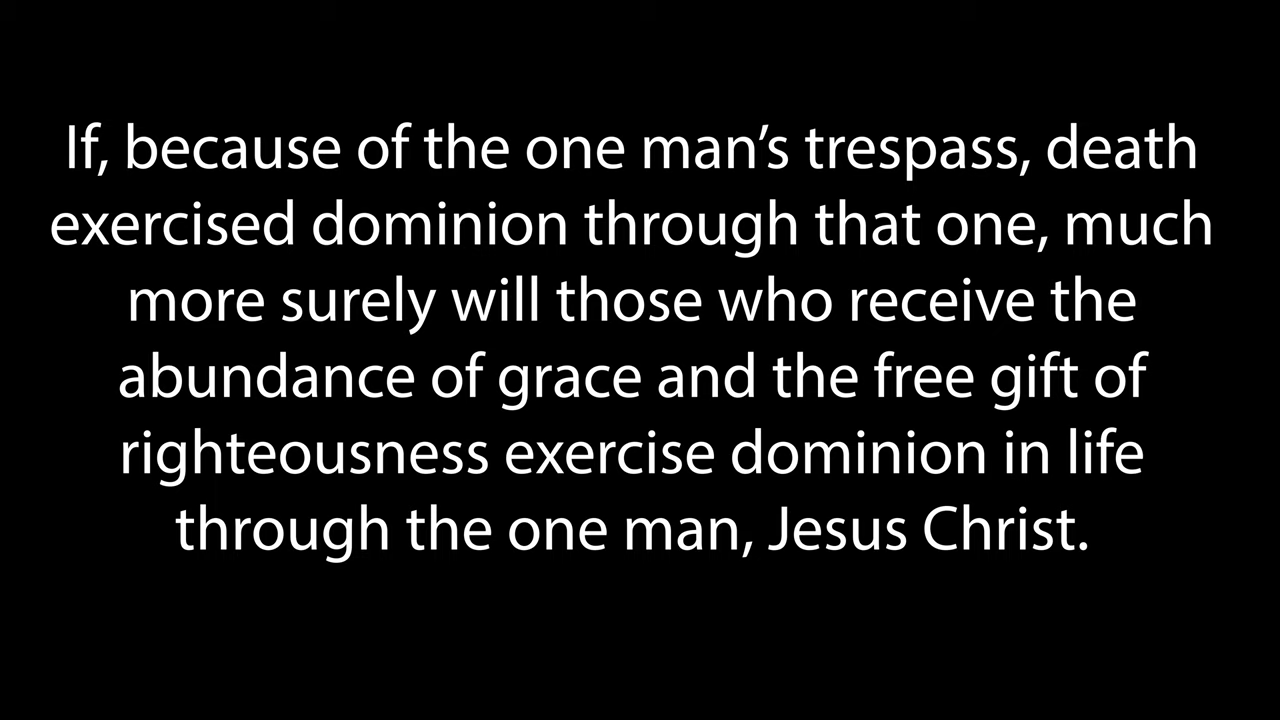 If, because of the one man’s trespass, death
exercised dominion through that one, much
more surely will those who receive the
abundance of grace and the free gift of
righteousness exercise dominion in life
through the one man, Jesus Christ.